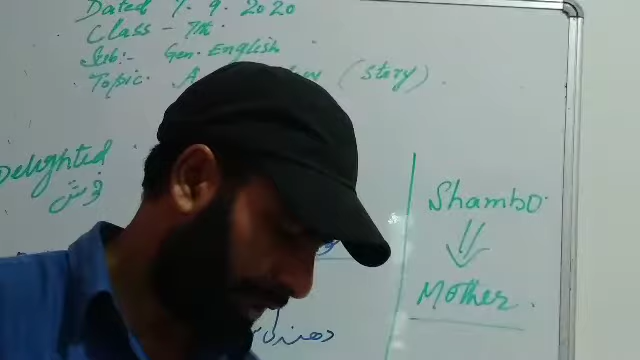 Dated 7.9.2020
Class - 7th
Sub:- Gen. English
Topic. A (Story).
Delighted
خوش
Shambo.
⇓
Mother.